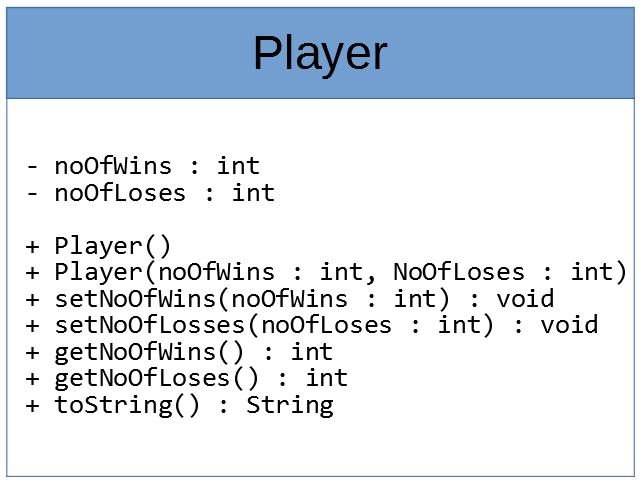 Player
- noOfWins : int
- noOfLoses : int
+ Player()
+ Player(noOfWins : int, NoOfLoses : int)
+ setNoOfWins(noOfWins : int) : void
+ setNoOfLosses(noOfLoses : int) : void
+ getNoOfWins() : int
+ getNoOfLoses() : int
+ toString() : String